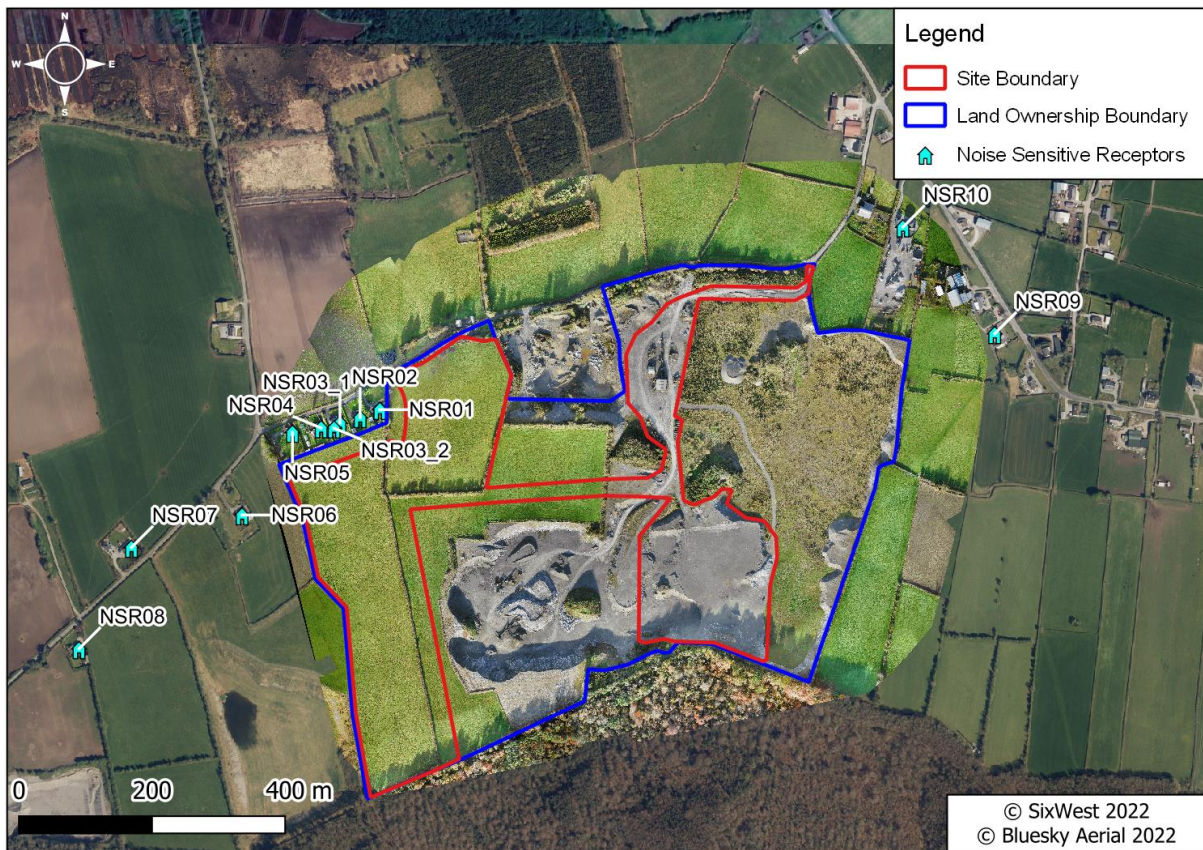 N
W
E
S
Legend
Site Boundary
Land Ownership Boundary
Noise Sensitive Receptors
NSR10
NSR09
NSR03_1
NSR02
NSR04
NSR01
NSR03_2
NSR05
NSR06
NSR07
NSR08
0 200 400 m
© SixWest 2022
© Bluesky Aerial 2022